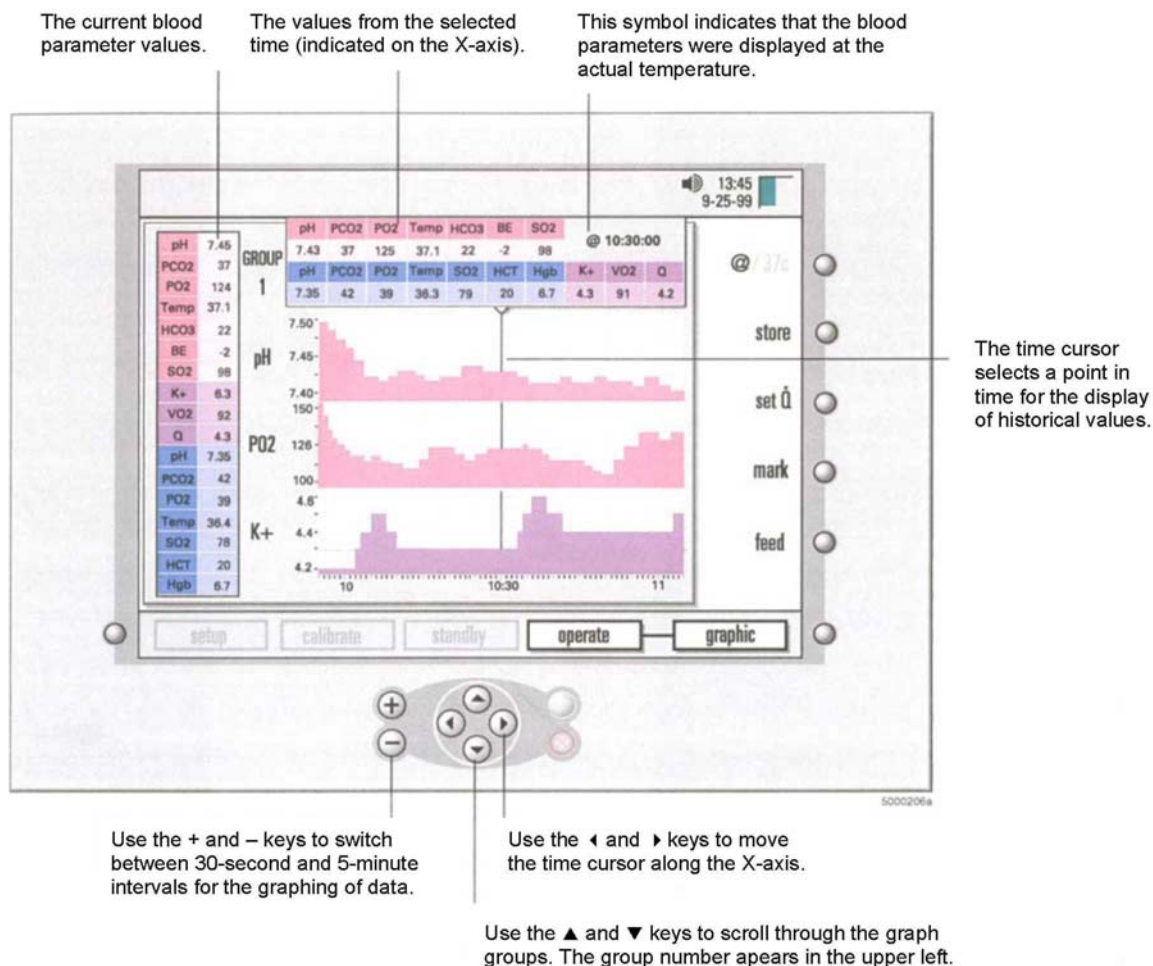 The current blood
parameter values.
The values from the selected
time (indicated on the X-axis).
This symbol indicates that the blood
parameters were displayed at the
actual temperature.
13:45
9-25-99
pH 7.45
PCO2 37
PO2 124
Temp 37.1
HCO3 22
BE -2
SO2 98
K+ 6.3
VO2 92
Q 4.3
pH 7.35
PCO2 42
PO2 39
Temp 36.4
SO2 78
HCT 20
Hgb 6.7
GROUP
1
pH PCO2 PO2 Temp HCO3 BE SO2
7.43 37 125 37.1 22 -2 98
@ 10:30:00
pH PCO2 PO2 Temp SO2 HCT Hgb K+ VO2 Q
7.35 42 39 36.3 79 20 6.7 4.3 91 4.2
pH
7.50
7.45
7.40
PO2
150
126
100
K+
4.6
4.4
4.2
10 10:30 11
@ / 37c
store
set Q̇
mark
feed
The time cursor
selects a point in
time for the display
of historical values.
setup calibrate standby operate graphic
+
−
5000206a
Use the + and – keys to switch
between 30-second and 5-minute
intervals for the graphing of data.
Use the ◂ and ▸ keys to move
the time cursor along the X-axis.
Use the ▲ and ▼ keys to scroll through the graph
groups. The group number apears in the upper left.